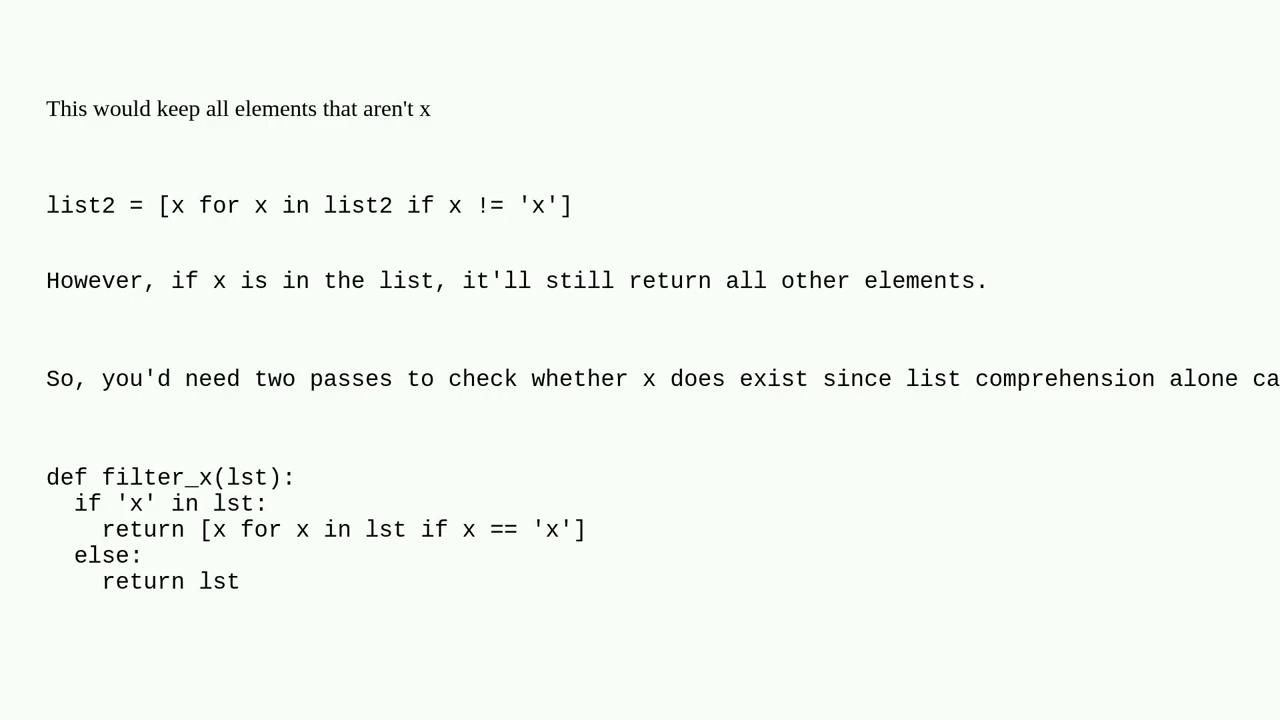 This would keep all elements that aren't x
list2 = [x for x in list2 if x != 'x']
However, if x is in the list, it'll still return all other elements.
So, you'd need two passes to check whether x does exist since list comprehension alone ca
def filter_x(lst):
  if 'x' in lst:
    return [x for x in lst if x == 'x']
  else:
    return lst